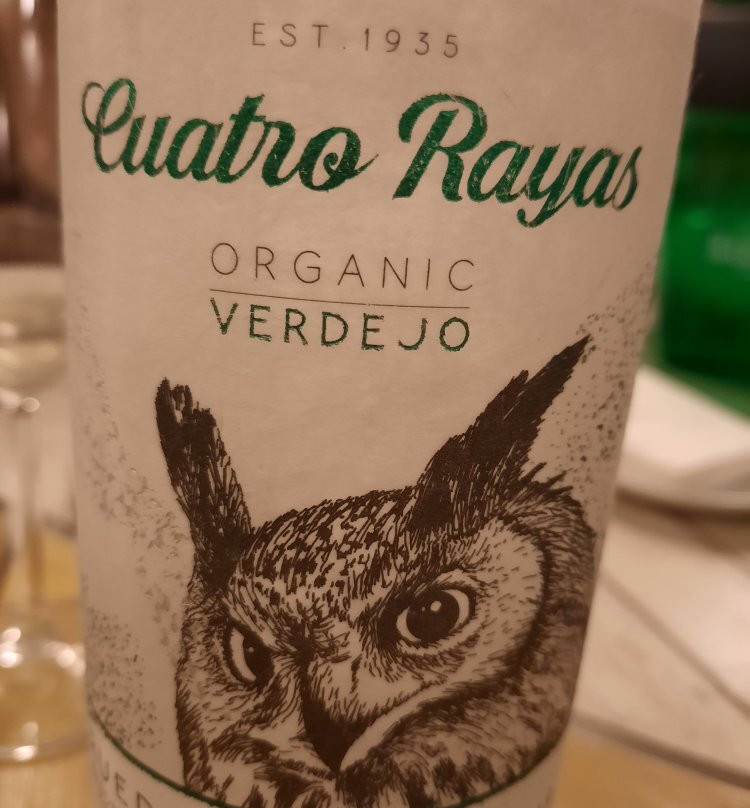 EST. 1935
Cuatro Rayas
ORGANIC
VERDEJO